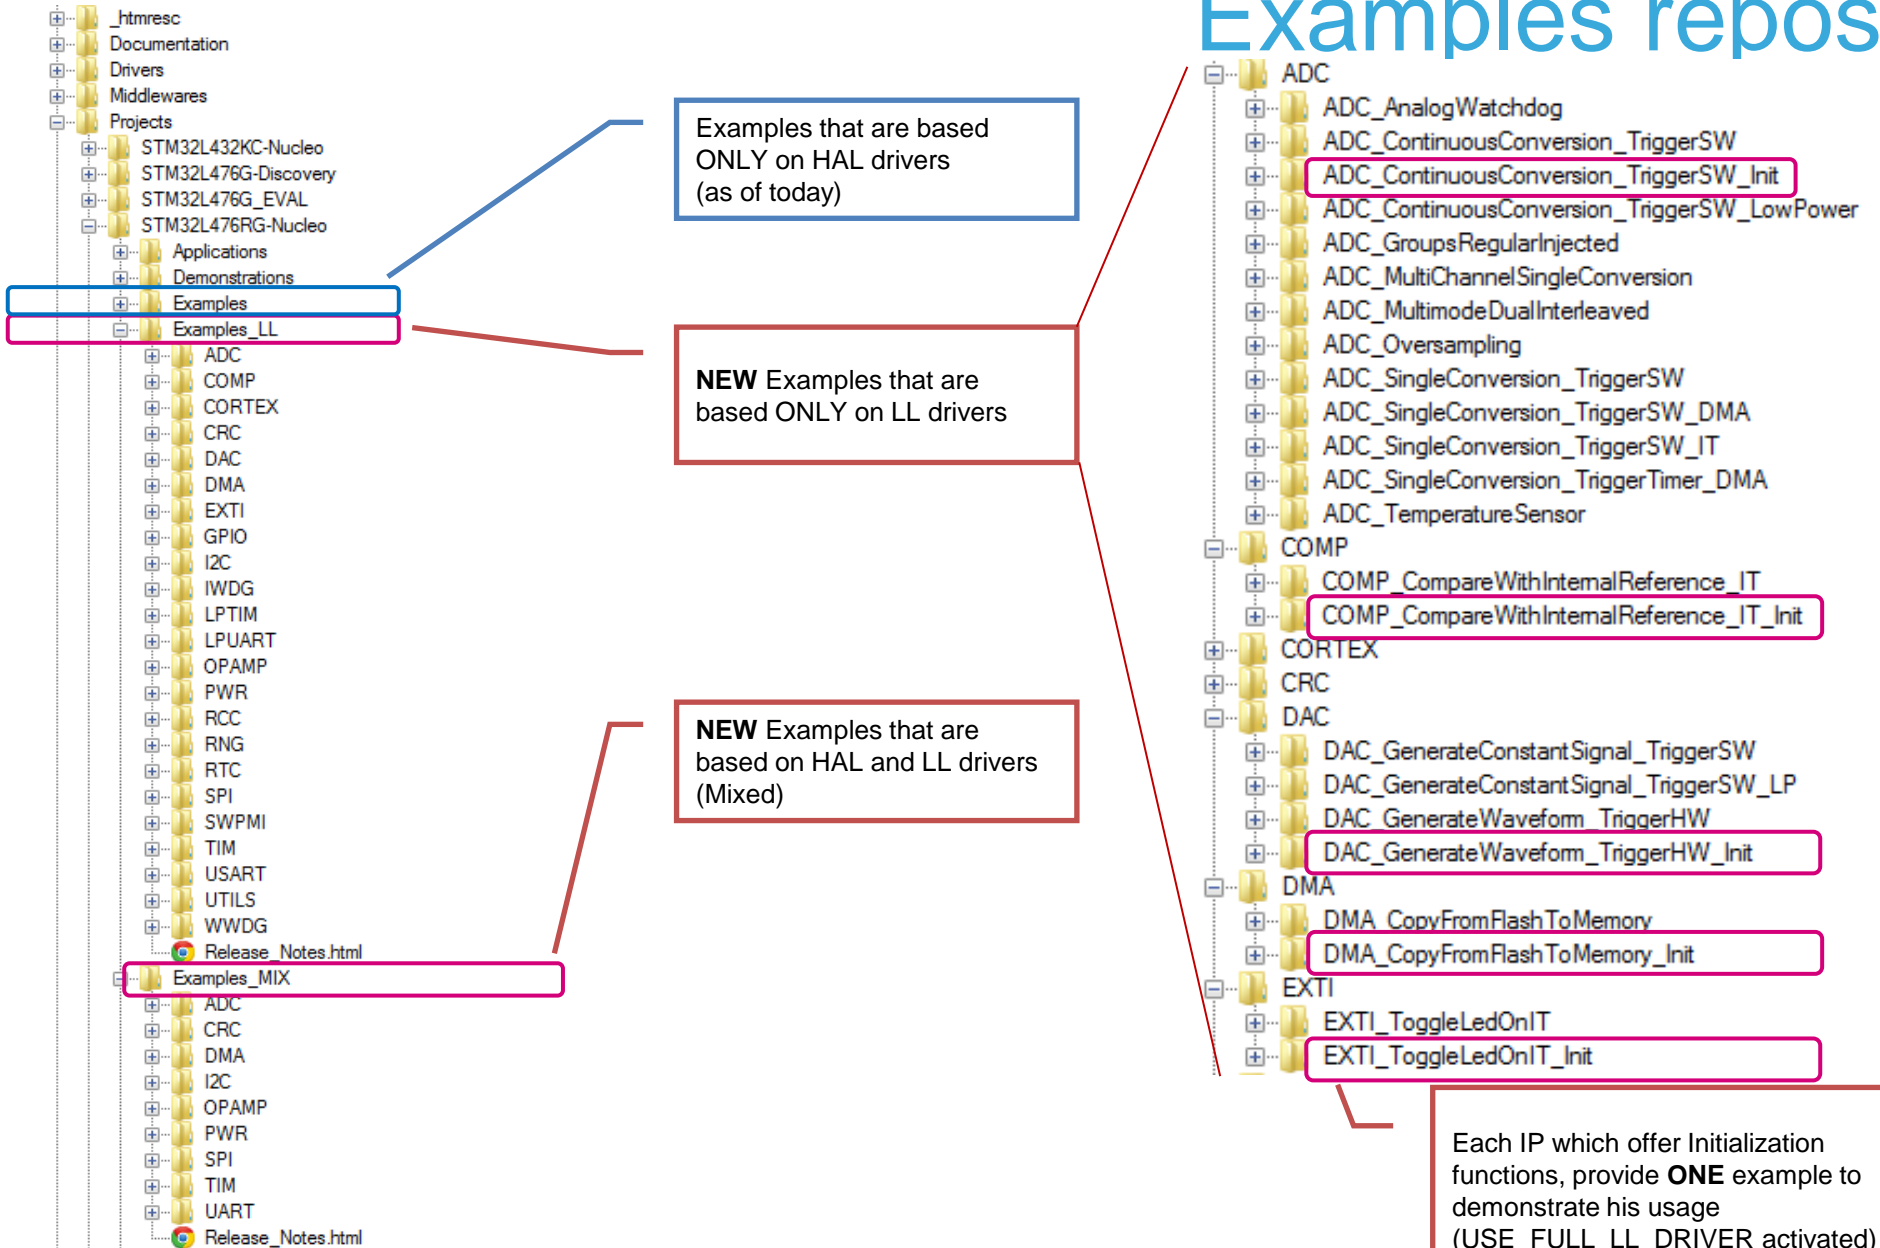 Examples repos
_htmresc
Documentation
Drivers
Middlewares
Projects
STM32L432KC-Nucleo
STM32L476G-Discovery
STM32L476G_EVAL
STM32L476RG-Nucleo
Applications
Demonstrations
Examples
Examples_LL
ADC
COMP
CORTEX
CRC
DAC
DMA
EXTI
GPIO
I2C
IWDG
LPTIM
LPUART
OPAMP
PWR
RCC
RNG
RTC
SPI
SWPMI
TIM
USART
UTILS
WWDG
Release_Notes.html
Examples_MIX
ADC
CRC
DMA
I2C
OPAMP
PWR
SPI
TIM
UART
Release_Notes.html
Examples that are based
ONLY on HAL drivers
(as of today)
NEW Examples that are
based ONLY on LL drivers
NEW Examples that are
based on HAL and LL drivers
(Mixed)
ADC
ADC_AnalogWatchdog
ADC_ContinuousConversion_TriggerSW
ADC_ContinuousConversion_TriggerSW_Init
ADC_ContinuousConversion_TriggerSW_LowPower
ADC_GroupsRegularInjected
ADC_MultiChannelSingleConversion
ADC_MultimodeDualInterleaved
ADC_Oversampling
ADC_SingleConversion_TriggerSW
ADC_SingleConversion_TriggerSW_DMA
ADC_SingleConversion_TriggerSW_IT
ADC_SingleConversion_TriggerTimer_DMA
ADC_TemperatureSensor
COMP
COMP_CompareWithInternalReference_IT
COMP_CompareWithInternalReference_IT_Init
CORTEX
CRC
DAC
DAC_GenerateConstantSignal_TriggerSW
DAC_GenerateConstantSignal_TriggerSW_LP
DAC_GenerateWaveform_TriggerHW
DAC_GenerateWaveform_TriggerHW_Init
DMA
DMA_CopyFromFlashToMemory
DMA_CopyFromFlashToMemory_Init
EXTI
EXTI_ToggleLedOnIT
EXTI_ToggleLedOnIT_Init
Each IP which offer Initialization
functions, provide ONE example to
demonstrate his usage
(USE_FULL_LL_DRIVER activated)